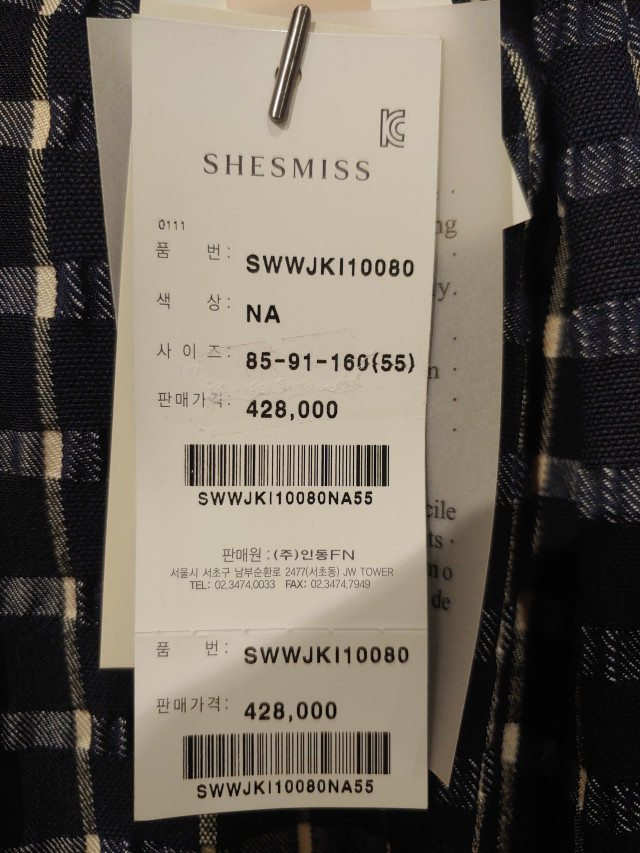 KC
SHESMISS
0111
품 번: SWWJKI10080
색 상: NA
사 이 즈: 85-91-160(55)
판매가격: 428,000
SWWJKI10080NA55
판매원 : (주)인동FN
서울시 서초구 남부순환로 2477(서초동) JW TOWER
TEL: 02.3474.0033 FAX: 02.3474.7949
품 번: SWWJKI10080
판매가격: 428,000
SWWJKI10080NA55
de